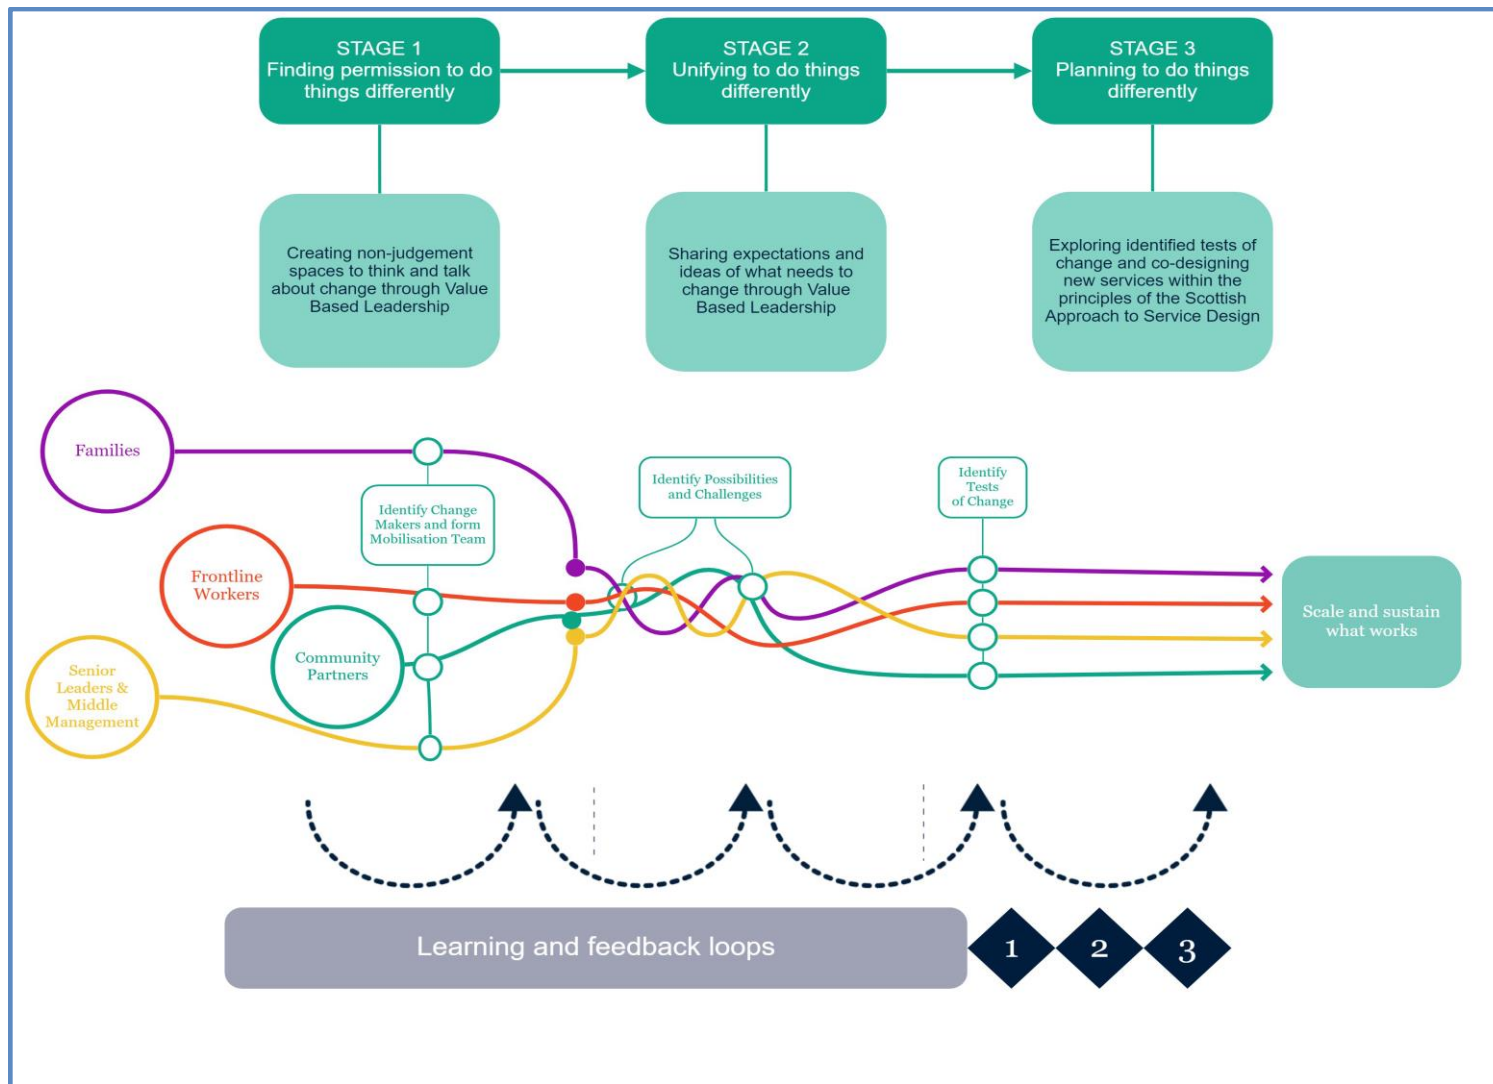 STAGE 1
Finding permission to do
things differently
STAGE 2
Unifying to do things
differently
STAGE 3
Planning to do things
differently
Creating non-judgement
spaces to think and talk
about change through Value
Based Leadership
Sharing expectations and
ideas of what needs to
change through Value
Based Leadership
Exploring identified tests of
change and co-designing
new services within the
principles of the Scottish
Approach to Service Design
Families
Identify Change
Makers and form
Mobilisation Team
Identify Possibilities
and Challenges
Identify
Tests
of Change
Frontline
Workers
Community
Partners
Senior
Leaders &
Middle
Management
Scale and sustain
what works
Learning and feedback loops
1
2
3